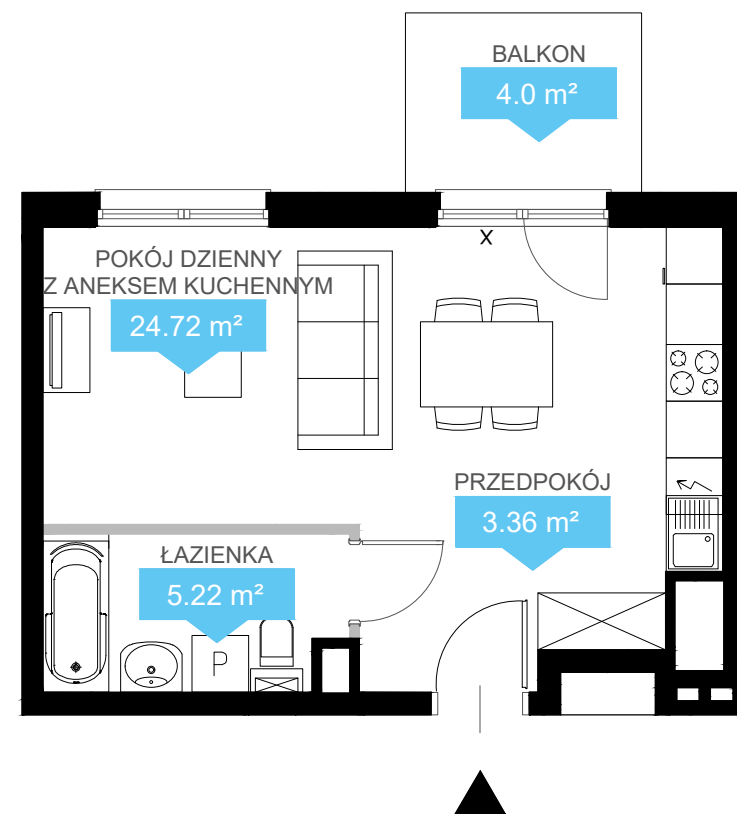 BALKON
4.0 m²
X
POKÓJ DZIENNY
Z ANEKSEM KUCHENNYM
24.72 m²
PRZEDPOKÓJ
3.36 m²
ŁAZIENKA
5.22 m²
P